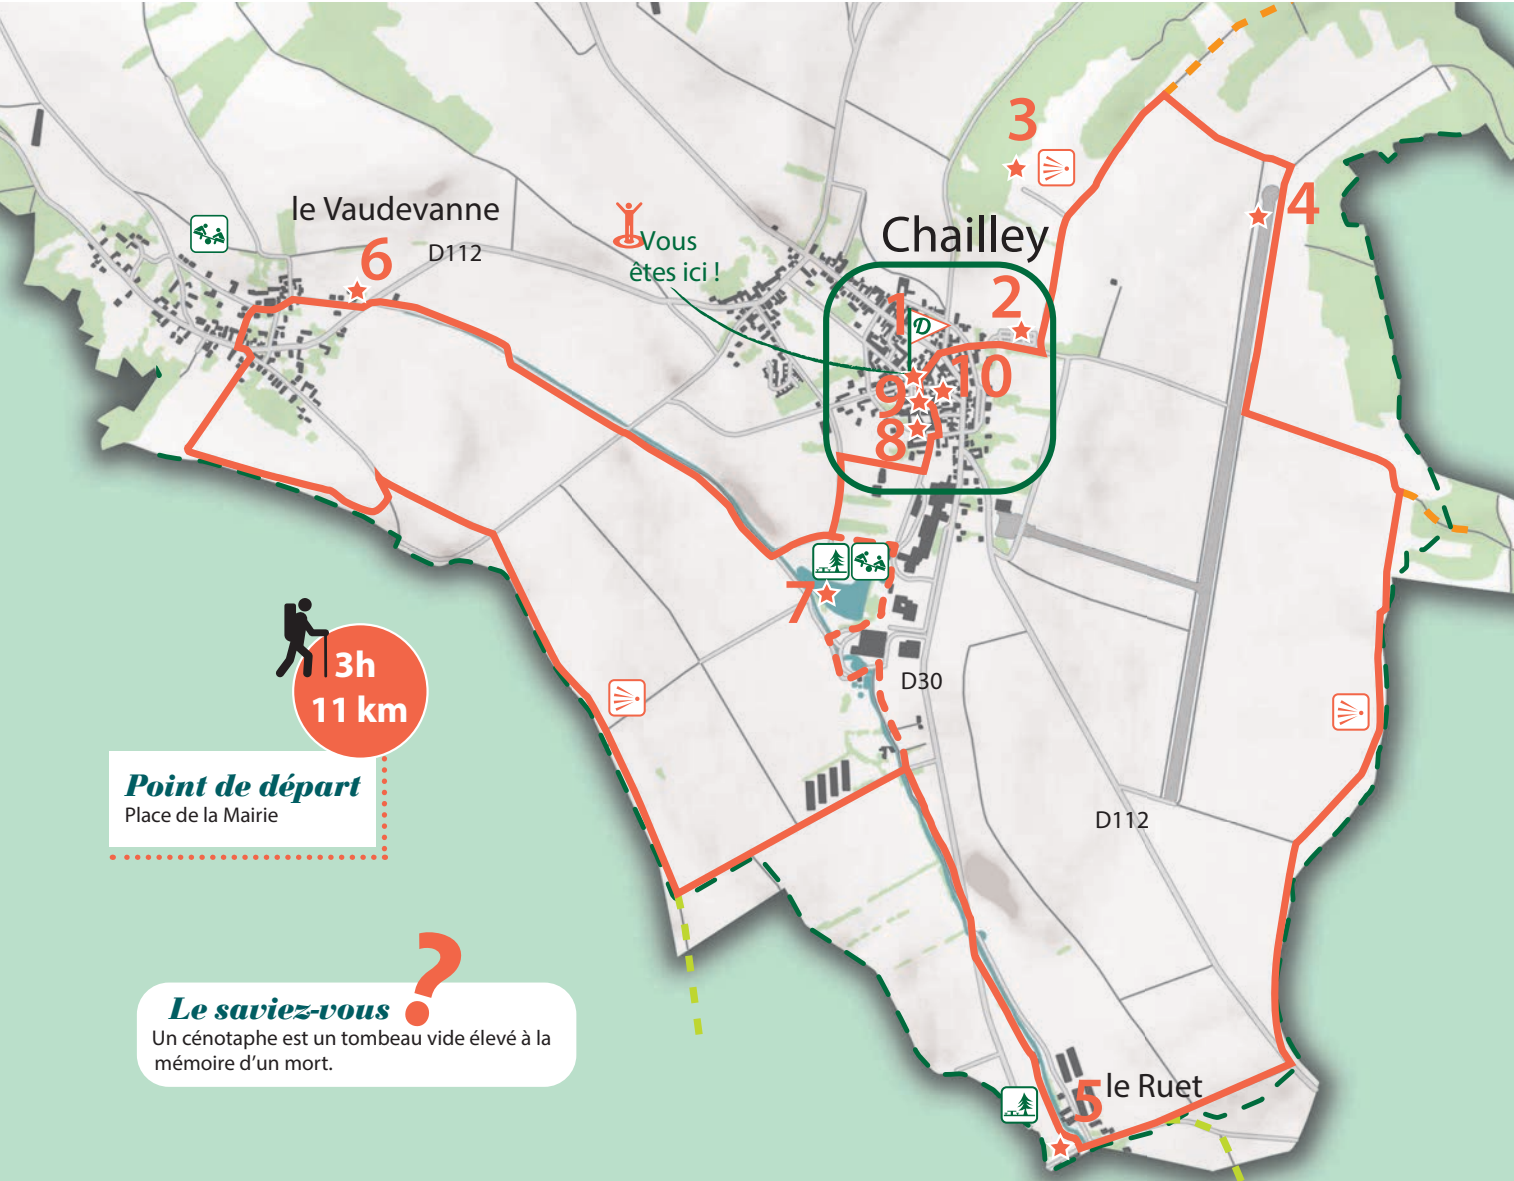 3
4
le Vaudevanne
D112
6
Vous
êtes ici !
Chailley
1
D
2
10
9
8
7
D30
3h
11 km
Point de départ
Place de la Mairie
D112
Le saviez-vous ?
Un cénotaphe est un tombeau vide élevé à la
mémoire d'un mort.
5
le Ruet